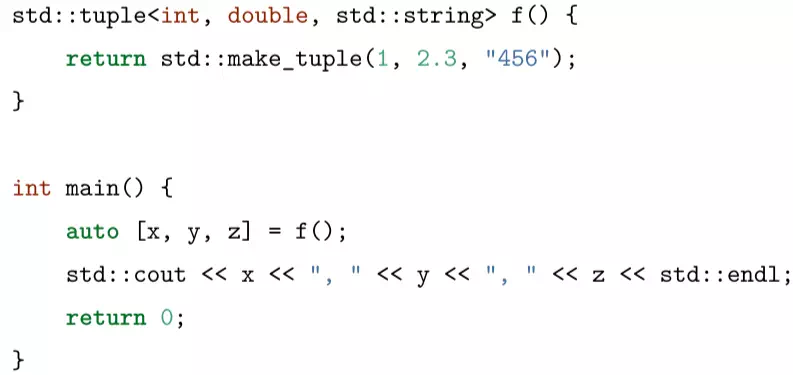 std::tuple<int, double, std::string> f() {
    return std::make_tuple(1, 2.3, "456");
}

int main() {
    auto [x, y, z] = f();
    std::cout << x << ", " << y << ", " << z << std::endl;
    return 0;
}